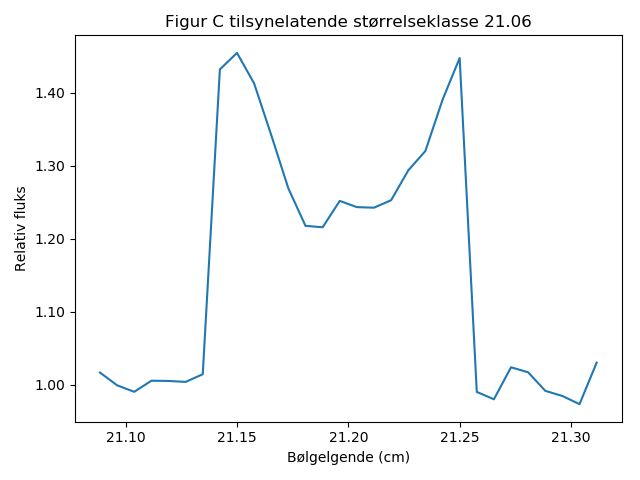 Figur C tilsynelatende størrelseklasse 21.06
1.40
1.30
1.20
1.10
1.00
Relativ fluks
21.10 21.15 21.20 21.25 21.30
Bølgelgende (cm)